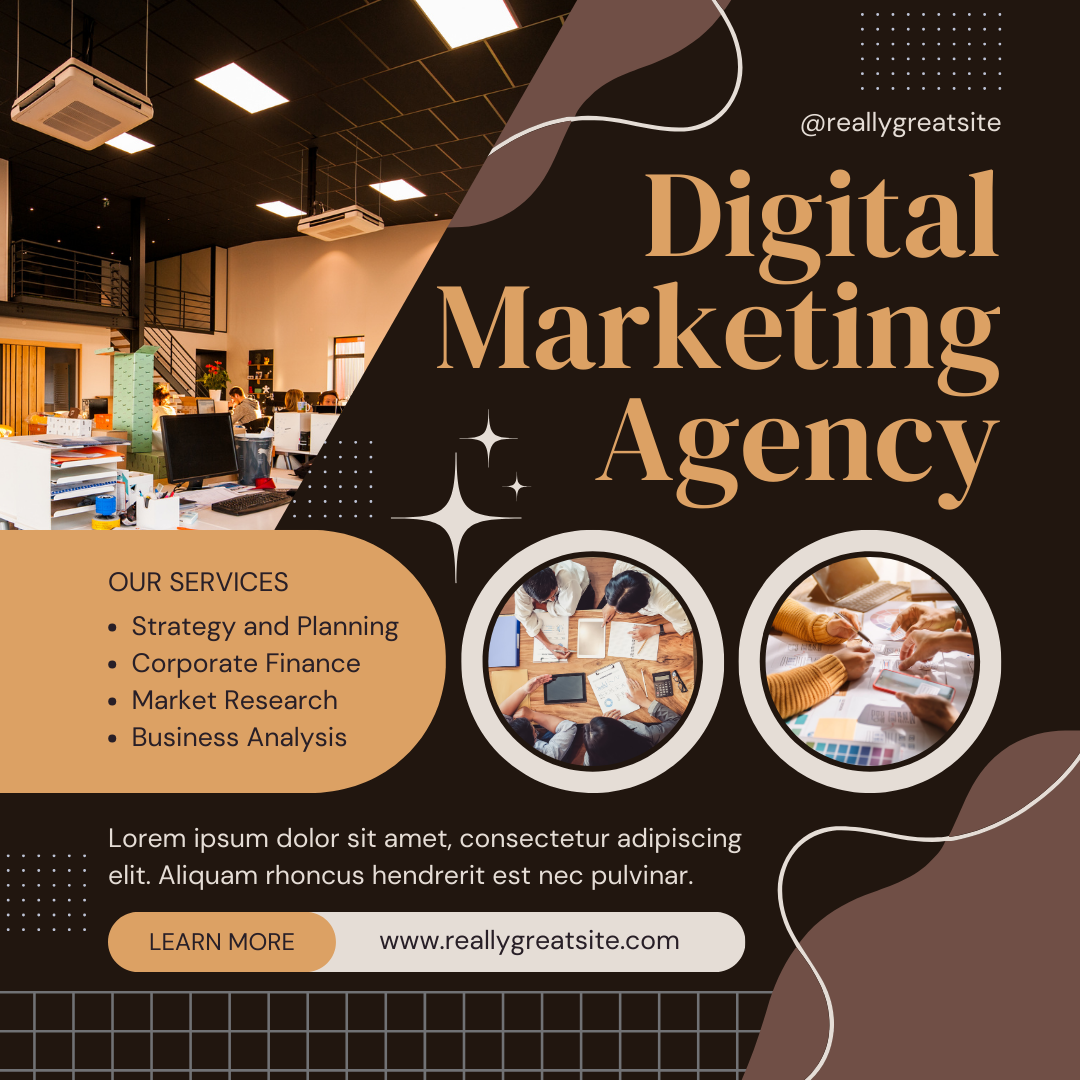 @reallygreatsite
Digital
Marketing
Agency
OUR SERVICES
• Strategy and Planning
• Corporate Finance
• Market Research
• Business Analysis
Lorem ipsum dolor sit amet, consectetur adipiscing
elit. Aliquam rhoncus hendrerit est nec pulvinar.
LEARN MORE
www.reallygreatsite.com